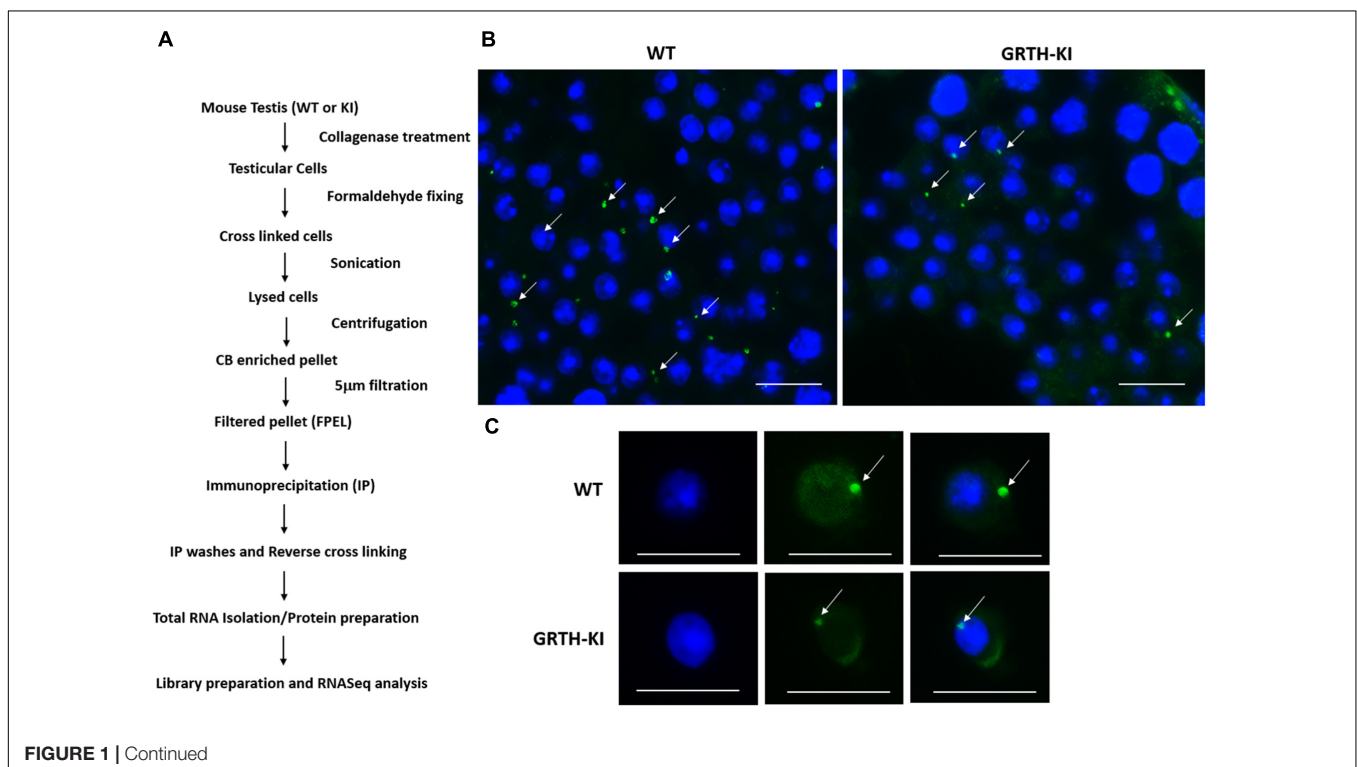 A
Mouse Testis (WT or KI)
Collagenase treatment
Testicular Cells
Formaldehyde fixing
Cross linked cells
Sonication
Lysed cells
Centrifugation
CB enriched pellet
5µm filtration
Filtered pellet (FPEL)
Immunoprecipitation (IP)
IP washes and Reverse cross linking
Total RNA Isolation/Protein preparation
Library preparation and RNASeq analysis
B
WT
GRTH-KI
C
WT
GRTH-KI
FIGURE 1 | Continued